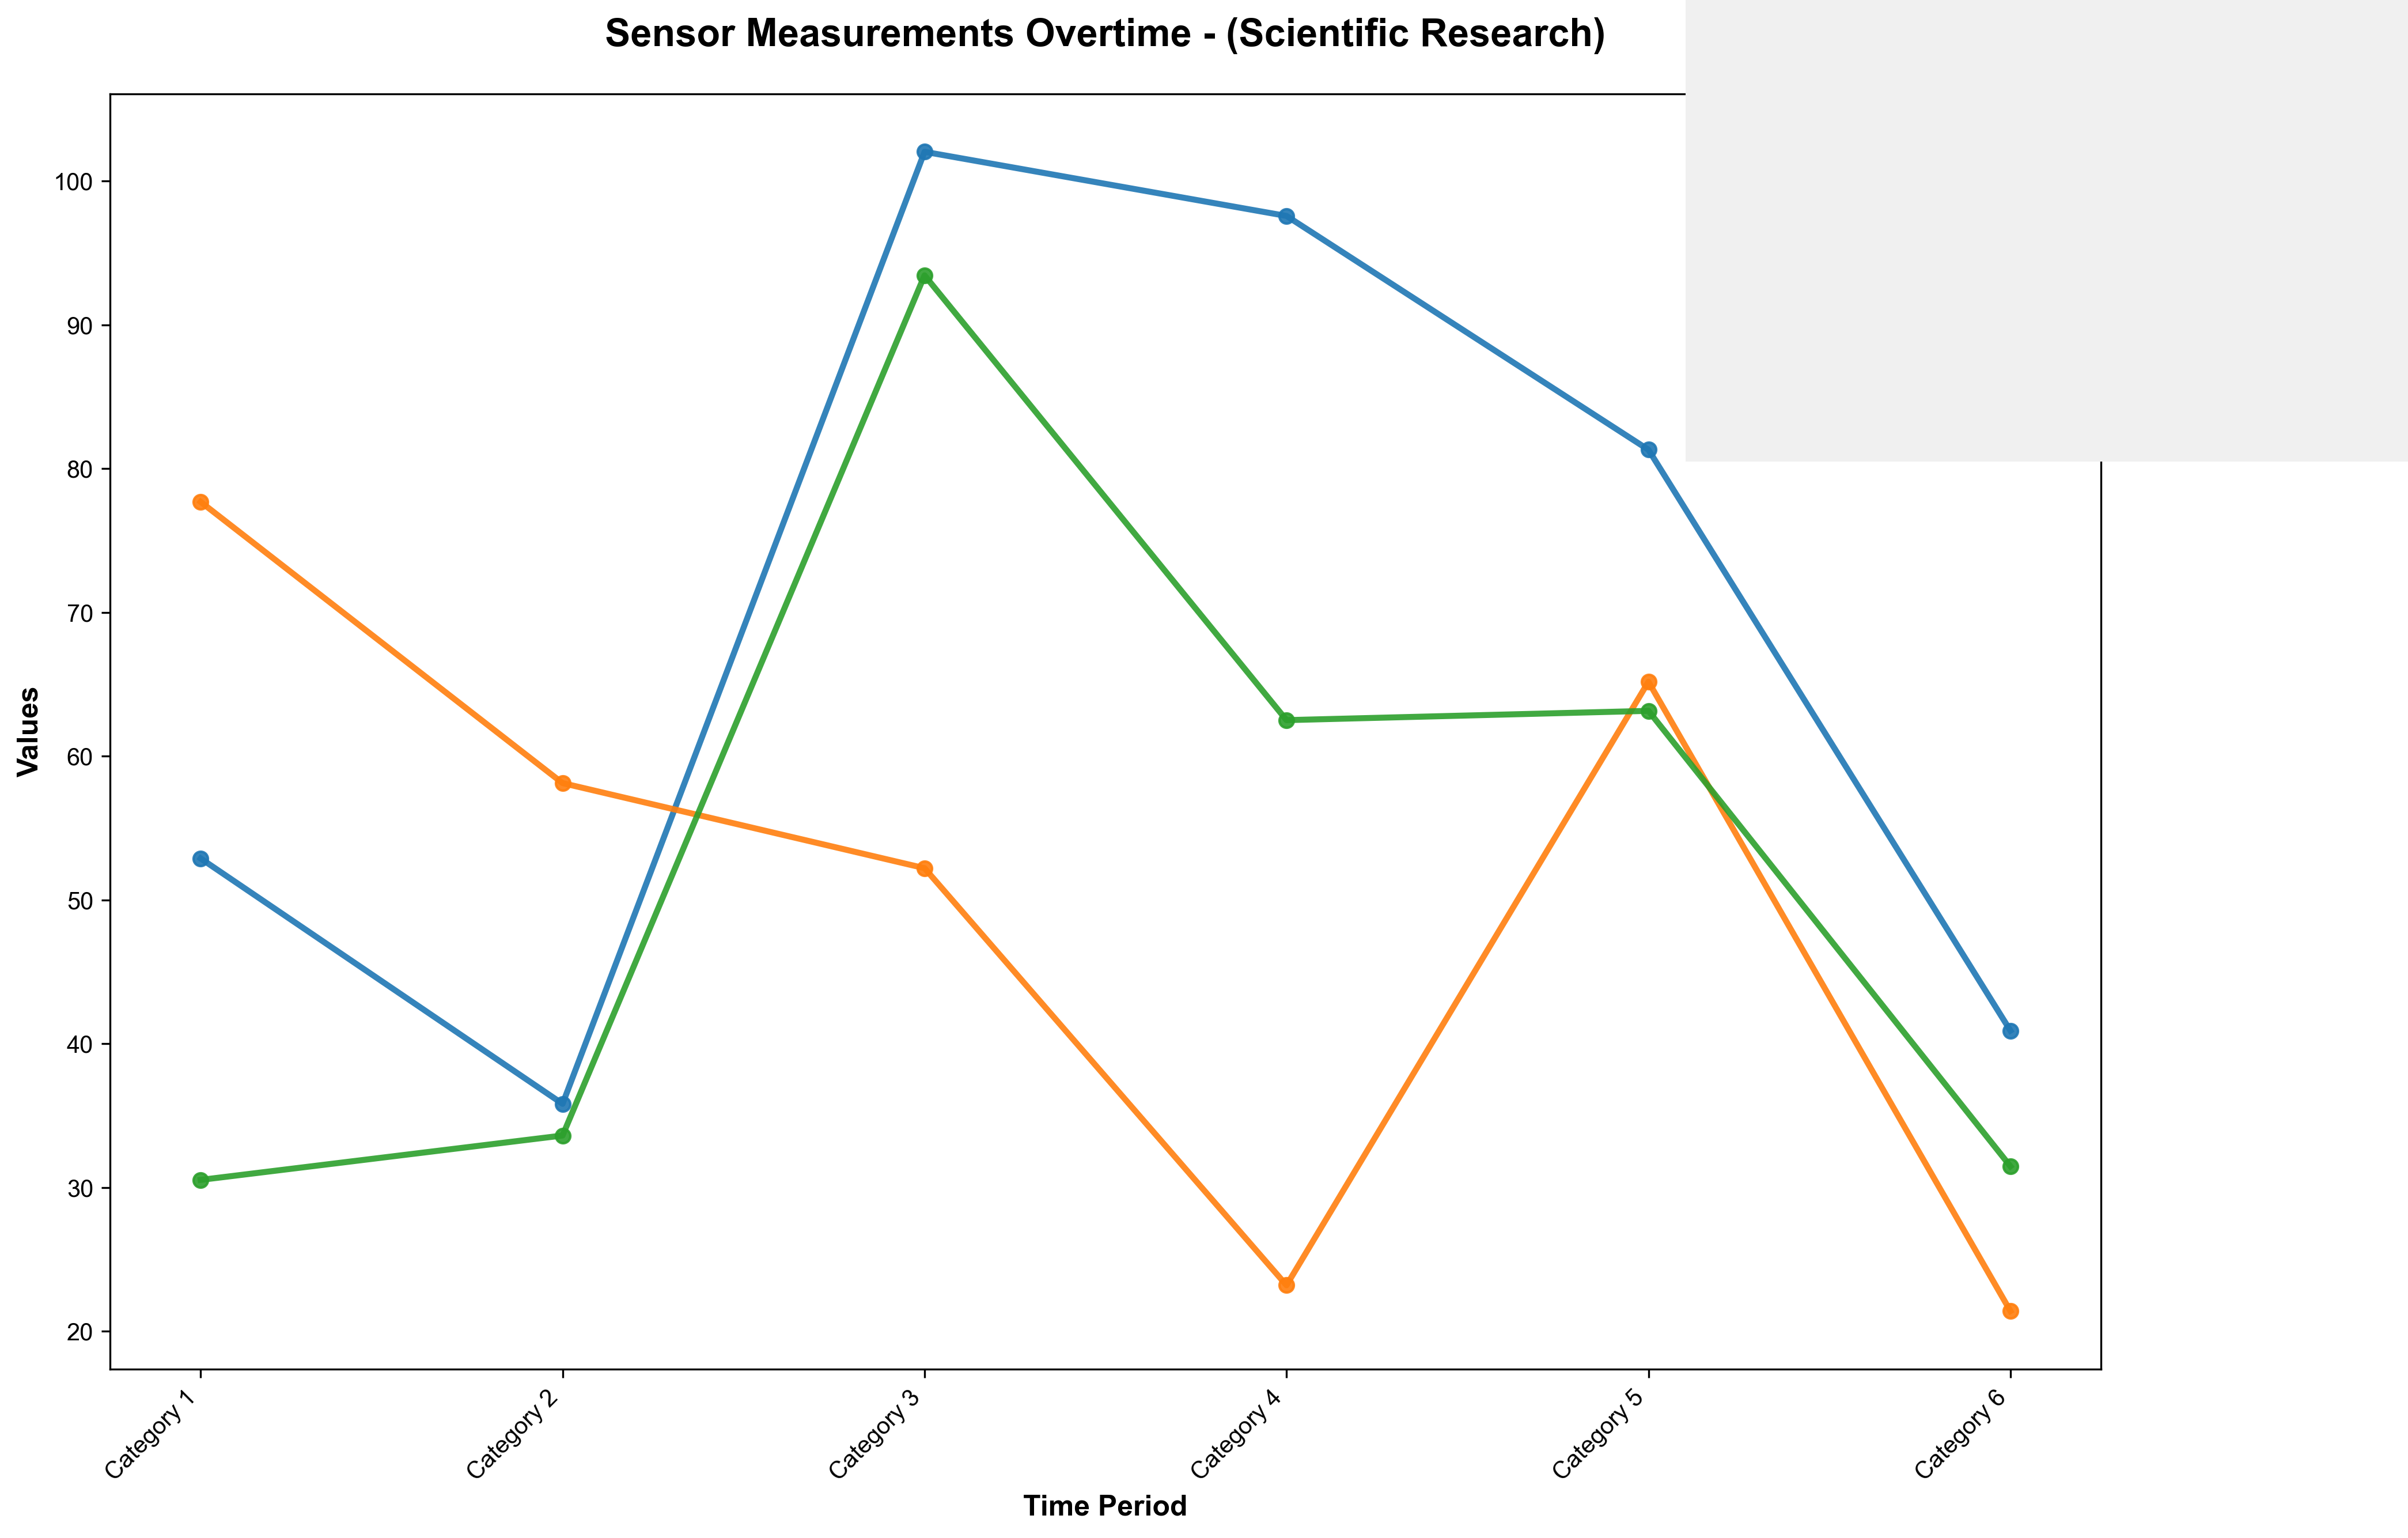 Sensor Measurements Overtime - (Scientific Research)
100
90
80
70
60
50
40
30
20
Values
Category 1
Category 2
Category 3
Category 4
Category 5
Category 6
Time Period